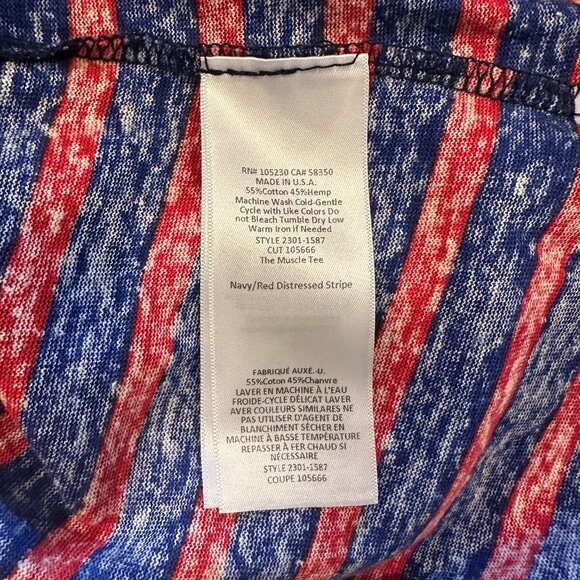 RN# 105230 CA# 58350
MADE IN U.S.A.
55%Cotton 45%Hemp
Machine Wash Cold-Gentle
Cycle with Like Colors Do
not Bleach Tumble Dry Low
Warm Iron if Needed
STYLE 2301-1587
CUT 105666
The Muscle Tee
Navy/Red Distressed Stripe
FABRIQUÉ AUXÉ.-U.
55%Coton 45%Chanvre
LAVER EN MACHINE À L'EAU
FROIDE-CYCLE DÉLICAT LAVER
AVER COULEURS SIMILARES NE
PAS UTILISER D'AGENT DE
BLANCHIMENT SÉCHER EN
MACHINE À BASSE TEMPÉRATURE
REPASSER À FER CHAUD SI
NÉCESSAIRE
STYLE 2301-1587
COUPE 105666